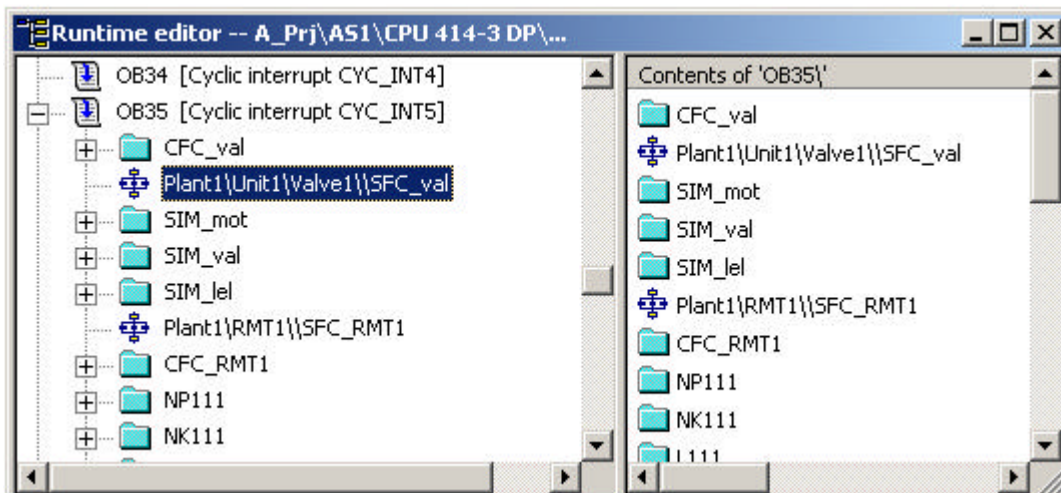 Runtime editor -- A_Prj\AS1\CPU 414-3 DP\...
OB34 [Cyclic interrupt CYC_INT4]
OB35 [Cyclic interrupt CYC_INT5]
CFC_val
Plant1\Unit1\Valve1\\SFC_val
SIM_mot
SIM_val
SIM_lel
Plant1\RMT1\\SFC_RMT1
CFC_RMT1
NP111
NK111
Contents of 'OB35\'
CFC_val
Plant1\Unit1\Valve1\\SFC_val
SIM_mot
SIM_val
SIM_lel
Plant1\RMT1\\SFC_RMT1
CFC_RMT1
NP111
NK111
L111